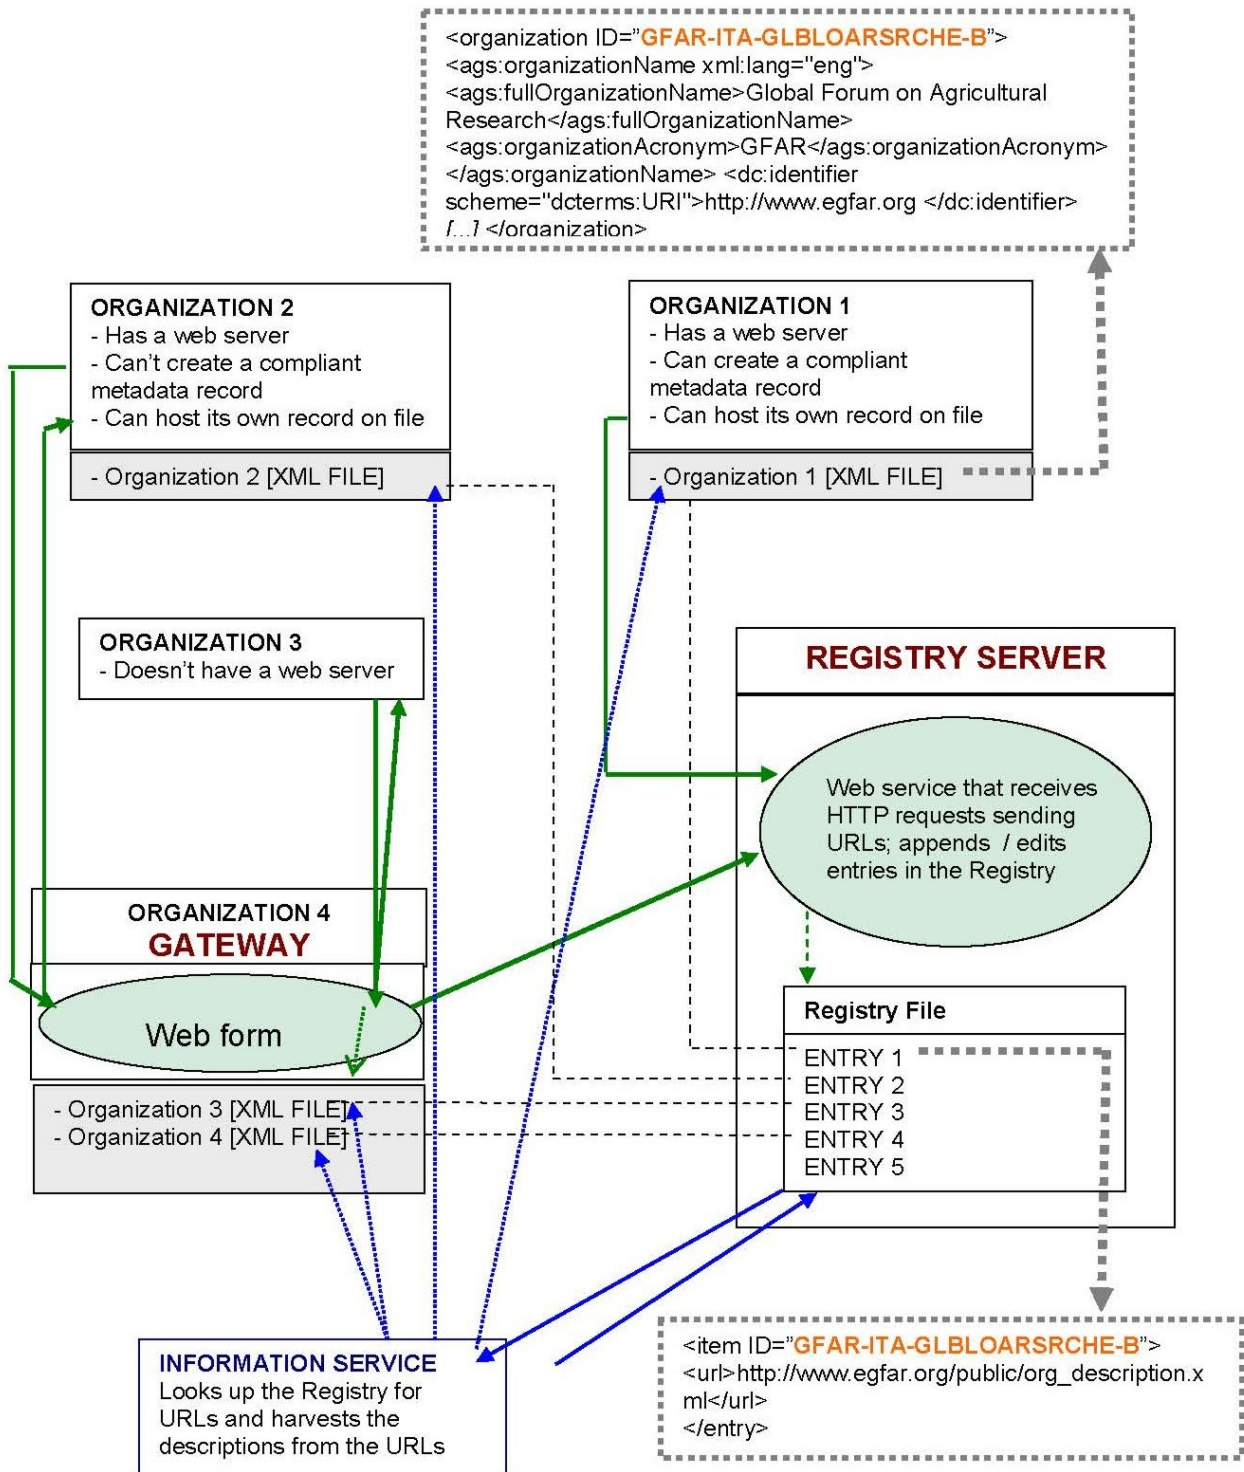 <organization ID=”GFAR-ITA-GLBLOARSRCHE-B”>
<ags:organizationName xml:lang="eng">
<ags:fullOrganizationName>Global Forum on Agricultural
Research</ags:fullOrganizationName>
<ags:organizationAcronym>GFAR</ags:organizationAcronym>
</ags:organizationName> <dc:identifier
scheme="dcterms:URI">http://www.egfar.org </dc:identifier>
[...] </organization>
ORGANIZATION 2
- Has a web server
- Can’t create a compliant
metadata record
- Can host its own record on file
- Organization 2 [XML FILE]
ORGANIZATION 1
- Has a web server
- Can create a compliant
metadata record
- Can host its own record on file
- Organization 1 [XML FILE]
ORGANIZATION 3
- Doesn’t have a web server
REGISTRY SERVER
Web service that receives
HTTP requests sending
URLs; appends / edits
entries in the Registry
ORGANIZATION 4
GATEWAY
Web form
- Organization 3 [XML FILE]
- Organization 4 [XML FILE]
Registry File
ENTRY 1
ENTRY 2
ENTRY 3
ENTRY 4
ENTRY 5
INFORMATION SERVICE
Looks up the Registry for
URLs and harvests the
descriptions from the URLs
<item ID=”GFAR-ITA-GLBLOARSRCHE-B”>
<url>http://www.egfar.org/public/org_description.x
ml</url>
</entry>